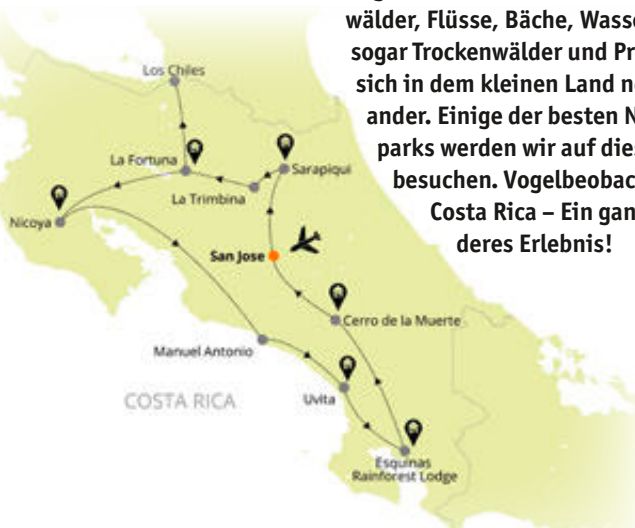 wälder, Flüsse, Bäche, Wasse
sogar Trockenwälder und Pr
sich in dem kleinen Land n
ander. Einige der besten N
parks werden wir auf dies
besuchen. Vogelbeobac
Costa Rica – Ein gan
deres Erlebnis!
Los Chiles
La Fortuna
Sarapiqui
La Trimbina
Nicoya
San Jose
Cerro de la Muerte
Manuel Antonio
COSTA RICA
Uvita
Esquinas
Rainforest Lodge